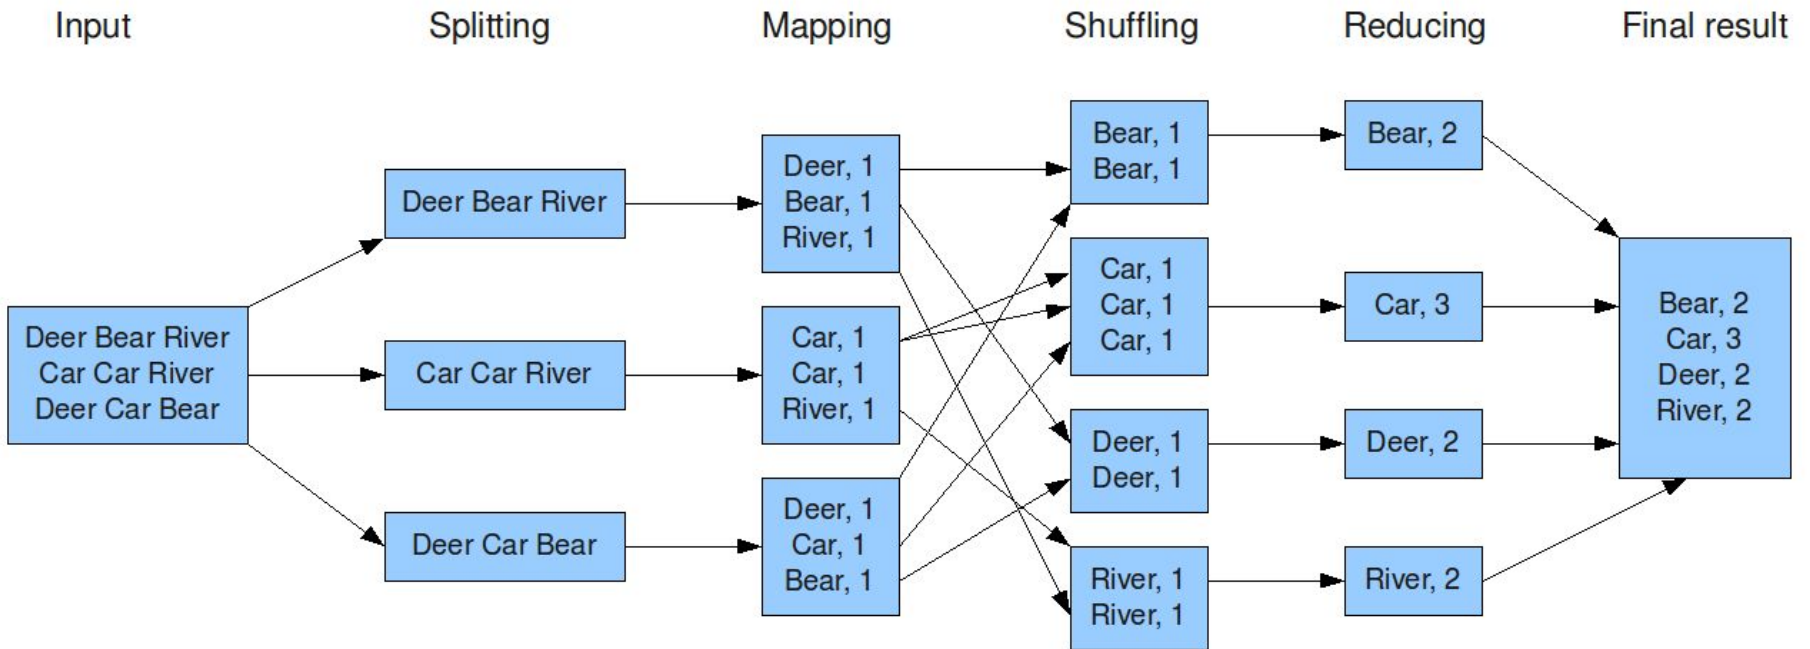 Input
Splitting
Mapping
Shuffling
Reducing
Final result
Deer Bear River
Car Car River
Deer Car Bear
Deer Bear River
Car Car River
Deer Car Bear
Deer, 1
Bear, 1
River, 1
Car, 1
Car, 1
River, 1
Deer, 1
Car, 1
Bear, 1
Bear, 1
Bear, 1
Car, 1
Car, 1
Car, 1
Deer, 1
Deer, 1
River, 1
River, 1
Bear, 2
Car, 3
Deer, 2
River, 2
Bear, 2
Car, 3
Deer, 2
River, 2